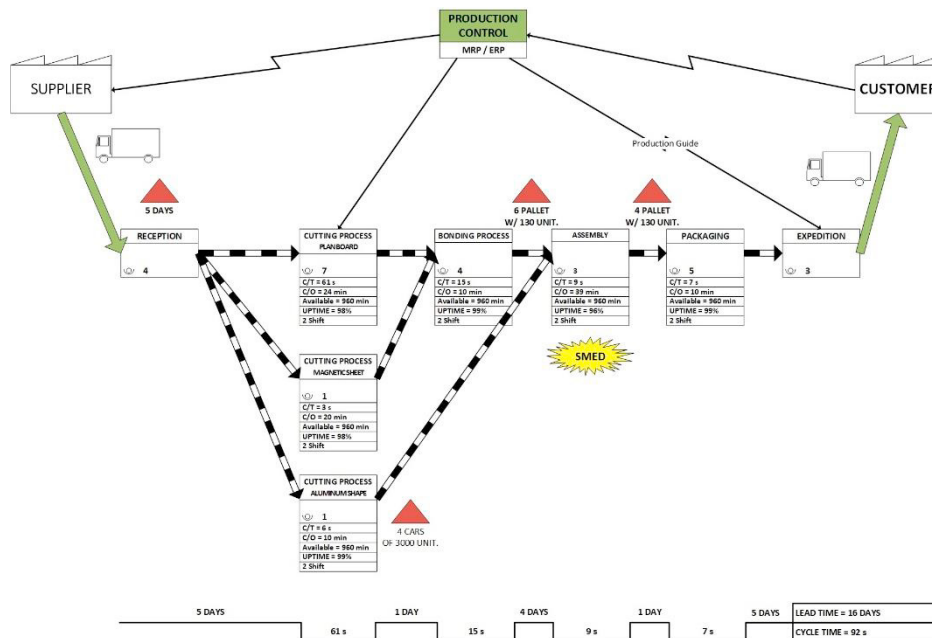 PRODUCTION
CONTROL
MRP / ERP
SUPPLIER
CUSTOMER
Production Guide
5 DAYS
6 PALLET
W/ 130 UNIT.
4 PALLET
W/ 130 UNIT.
RECEPTION
4
CUTTING PROCESS
PLAN BOARD
7
C/T = 61 s
C/O = 24 min
Available = 960 min
UPTIME = 98%
2 Shift
BONDING PROCESS
4
C/T = 15 s
C/O = 10 min
Available = 960 min
UPTIME = 99%
2 Shift
ASSEMBLY
3
C/T = 9 s
C/O = 39 min
Available = 960 min
UPTIME = 96%
2 Shift
PACKAGING
5
C/T = 7 s
C/O = 10 min
Available = 960 min
UPTIME = 99%
2 Shift
EXPEDITION
3
SMED
CUTTING PROCESS
MAGNETIC SHEET
1
C/T = 3 s
C/O = 20 min
Available = 960 min
UPTIME = 98%
2 Shift
CUTTING PROCESS
ALUMINUM SHAPE
1
C/T = 6 s
C/O = 10 min
Available = 960 min
UPTIME = 99%
2 Shift
4 CARS
OF 3000 UNIT.
5 DAYS 1 DAY 4 DAYS 1 DAY 5 DAYS LEAD TIME = 16 DAYS
61 s 15 s 9 s 7 s CYCLE TIME = 92 s